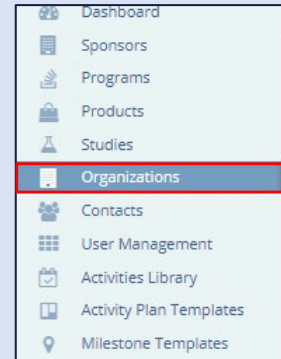 Dashboard
Sponsors
Programs
Products
Studies
Organizations
Contacts
User Management
Activities Library
Activity Plan Templates
Milestone Templates